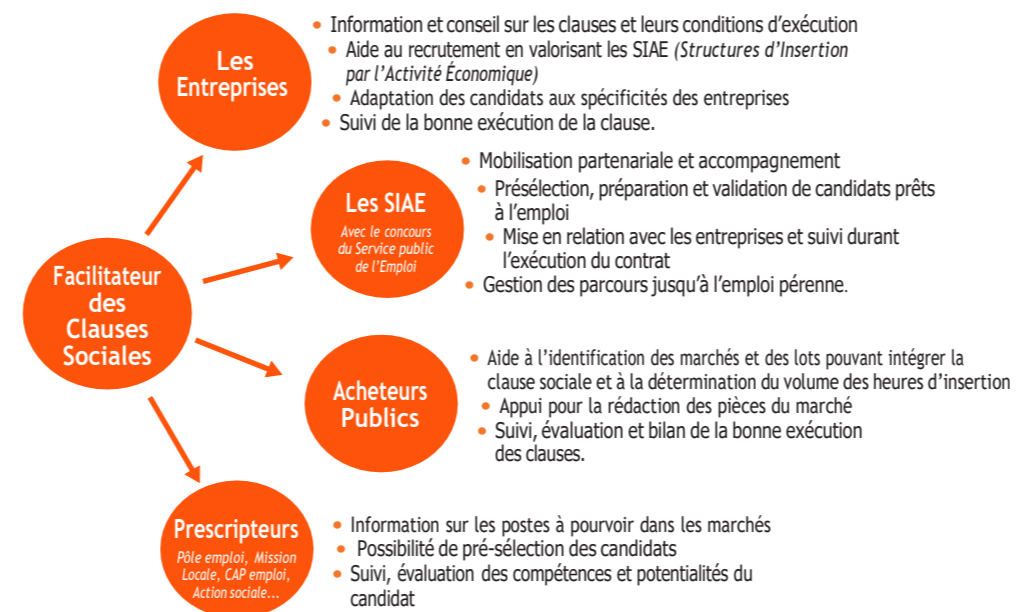 Facilitateur
des
Clauses
Sociales
Les
Entreprises
• Information et conseil sur les clauses et leurs conditions d'exécution
• Aide au recrutement en valorisant les SIAE (Structures d'Insertion
par l'Activité Économique)
• Adaptation des candidats aux spécificités des entreprises
• Suivi de la bonne exécution de la clause.
Les SIAE
Avec le concours
du Service public
de l'Emploi
• Mobilisation partenariale et accompagnement
• Présélection, préparation et validation de candidats prêts
à l'emploi
• Mise en relation avec les entreprises et suivi durant
l'exécution du contrat
• Gestion des parcours jusqu'à l'emploi pérenne.
Acheteurs
Publics
• Aide à l'identification des marchés et des lots pouvant intégrer la
clause sociale et à la détermination du volume des heures d'insertion
• Appui pour la rédaction des pièces du marché
• Suivi, évaluation et bilan de la bonne exécution
des clauses.
Prescripteurs
Pôle emploi, Mission
Locale, CAP emploi,
Action sociale...
• Information sur les postes à pourvoir dans les marchés
• Possibilité de pré-sélection des candidats
• Suivi, évaluation des compétences et potentialités du
candidat